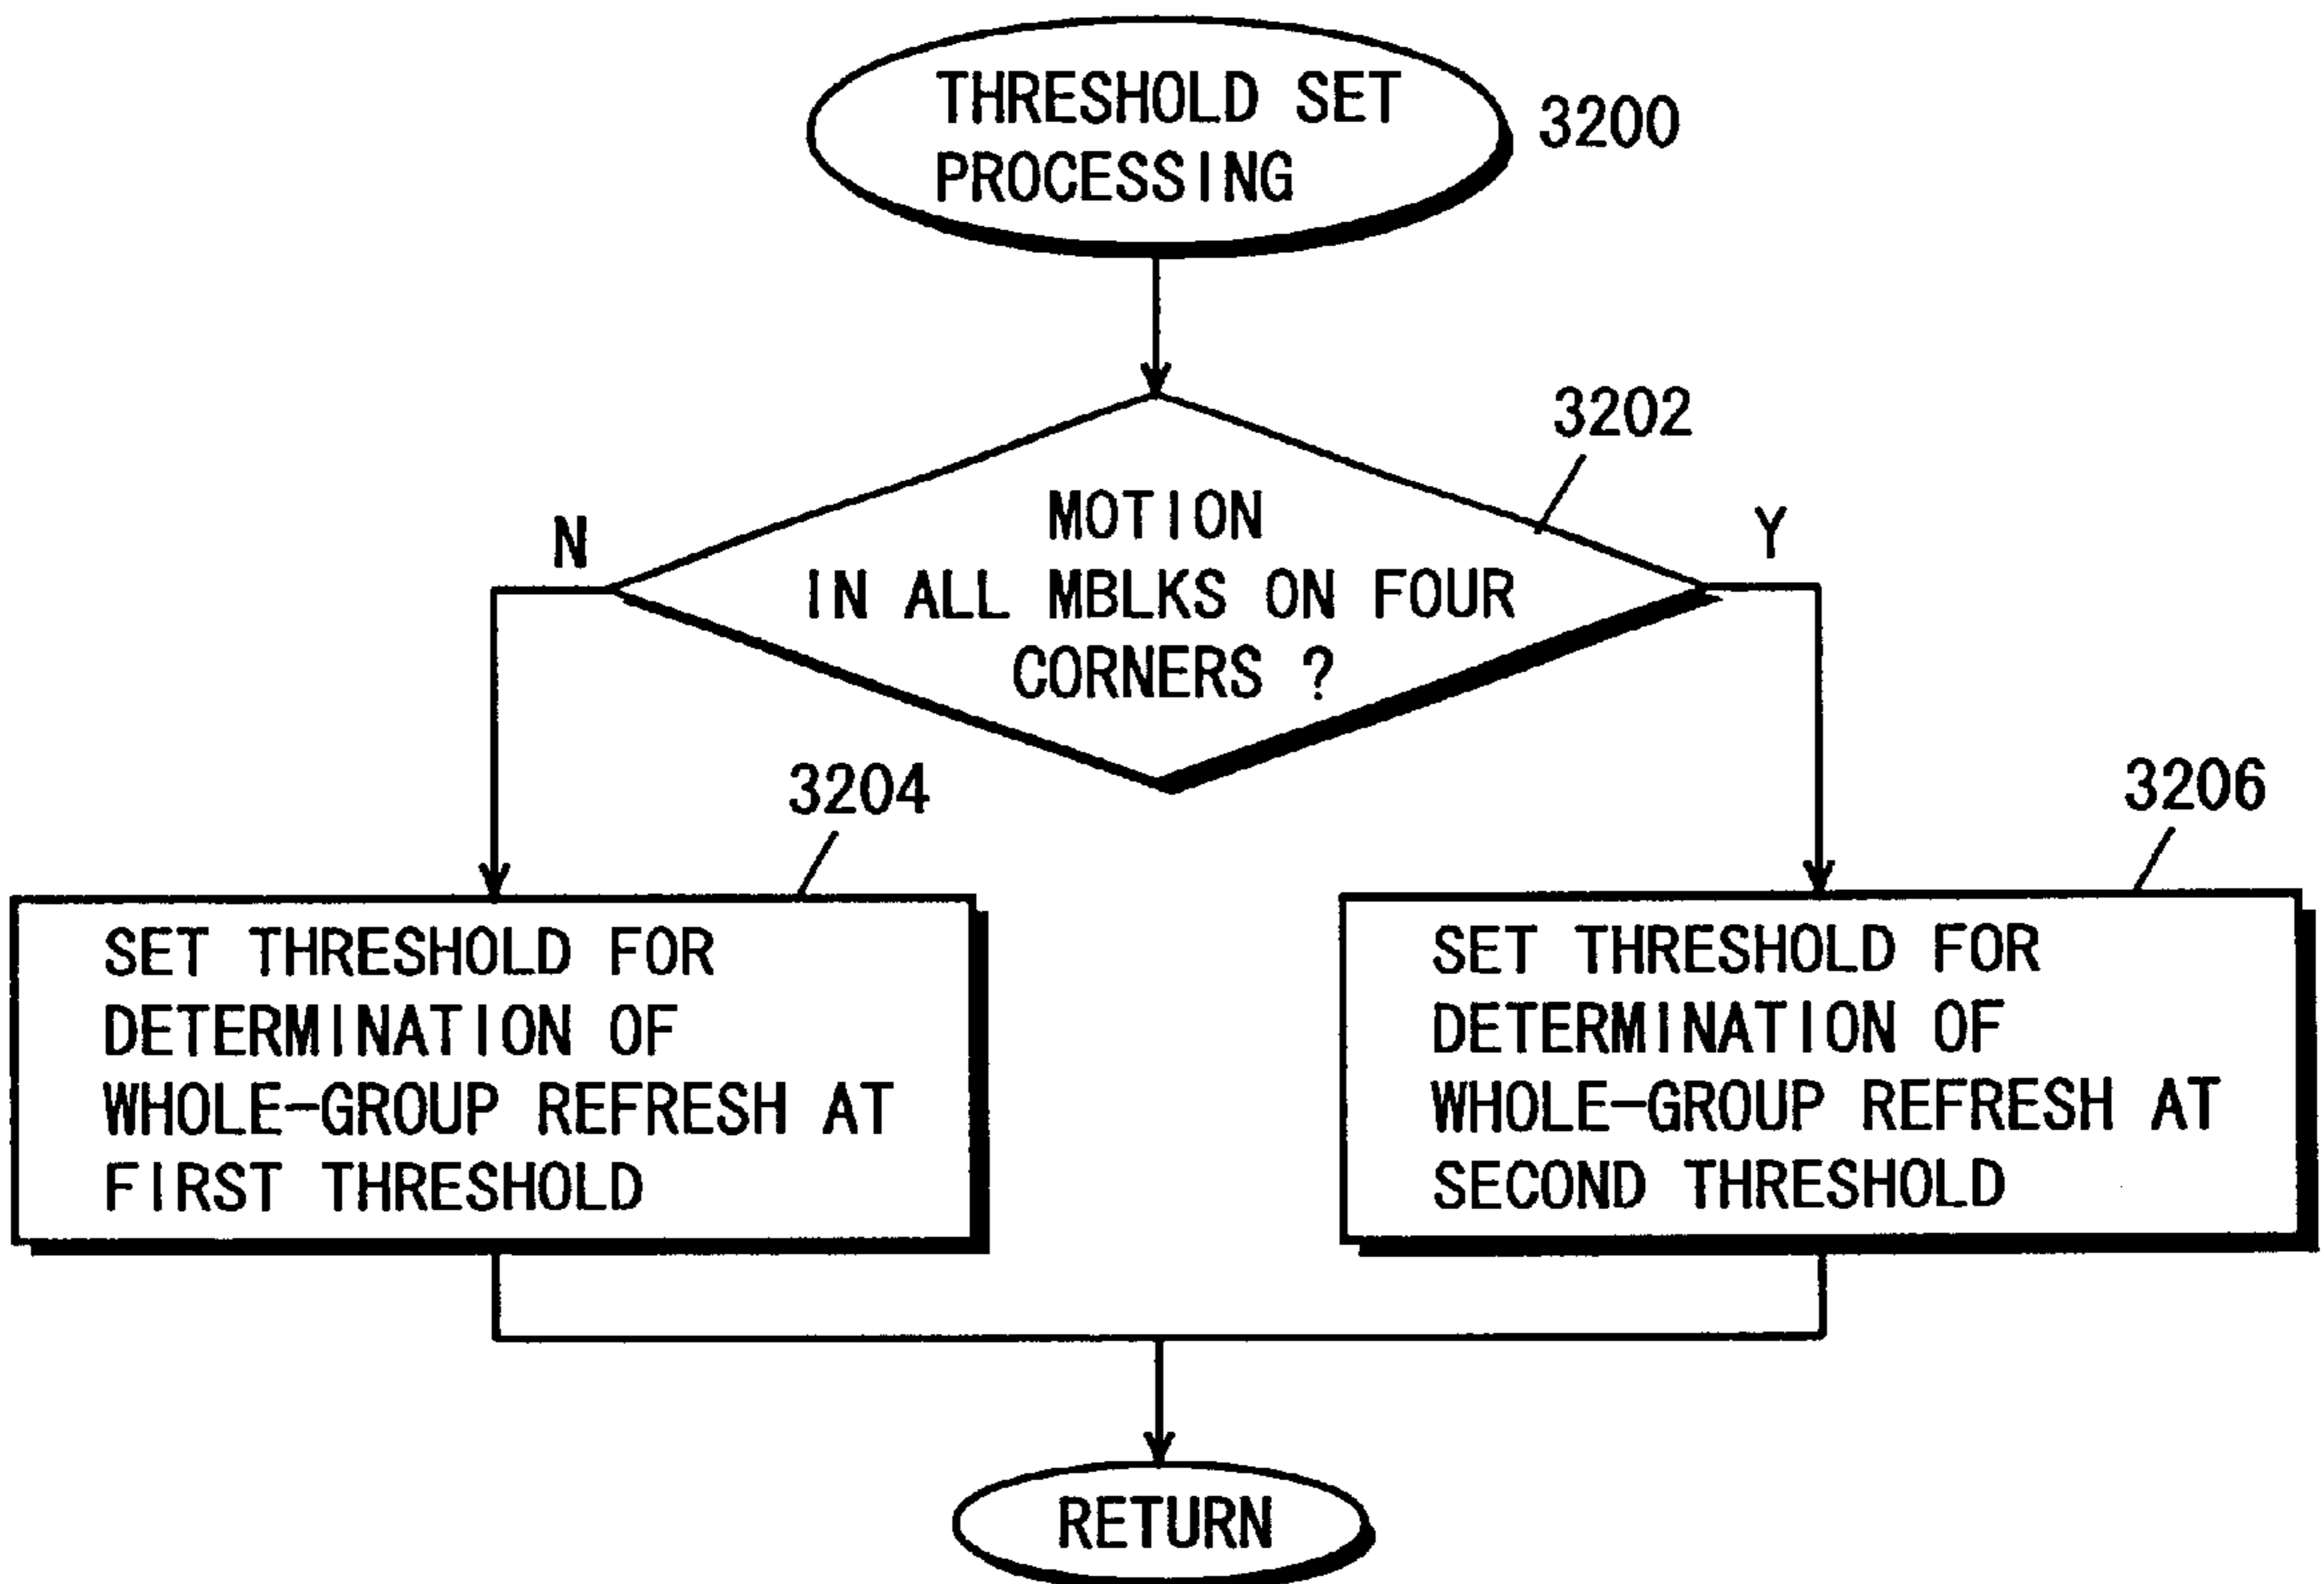 THRESHOLD SET
PROCESSING
3200
3202
MOTION
IN ALL MBLKS ON FOUR
CORNERS ?
N
Y
3204
SET THRESHOLD FOR
DETERMINATION OF
WHOLE-GROUP REFRESH AT
FIRST THRESHOLD
3206
SET THRESHOLD FOR
DETERMINATION OF
WHOLE-GROUP REFRESH AT
SECOND THRESHOLD
RETURN